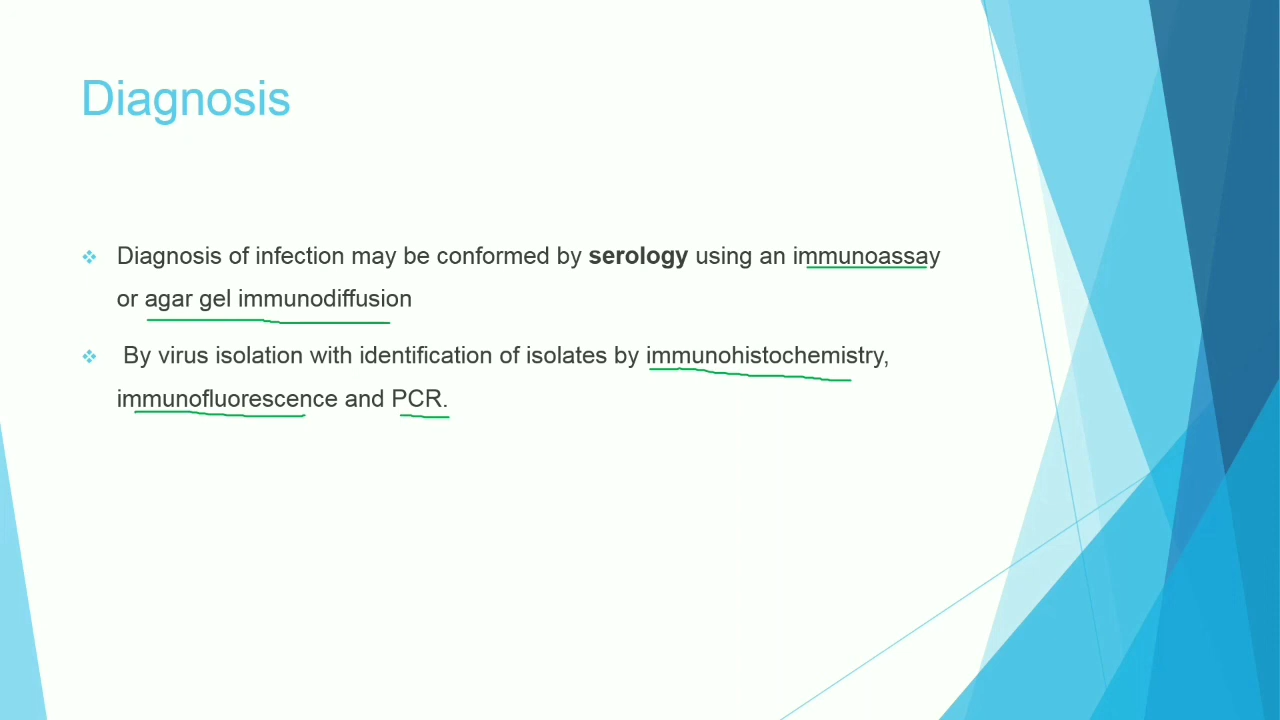 Diagnosis
Diagnosis of infection may be conformed by serology using an immunoassay
or agar gel immunodiffusion
By virus isolation with identification of isolates by immunohistochemistry,
immunofluorescence and PCR.